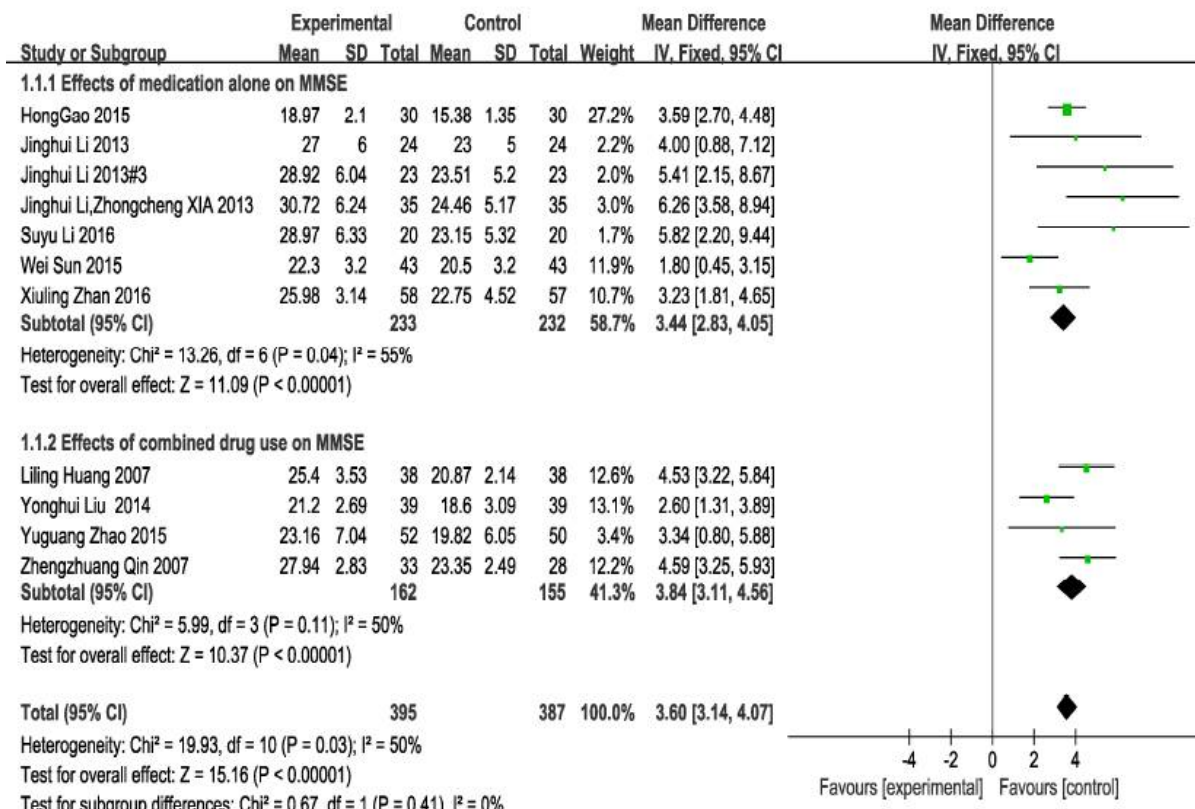 Experimental Control Mean Difference Mean Difference
Study or Subgroup Mean SD Total Mean SD Total Weight IV, Fixed, 95% CI IV, Fixed, 95% CI
1.1.1 Effects of medication alone on MMSE
HongGao 2015 18.97 2.1 30 15.38 1.35 30 27.2% 3.59 [2.70, 4.48]
Jinghui Li 2013 27 6 24 23 5 24 2.2% 4.00 [0.88, 7.12]
Jinghui Li 2013#3 28.92 6.04 23 23.51 5.2 23 2.0% 5.41 [2.15, 8.67]
Jinghui Li,Zhongcheng XIA 2013 30.72 6.24 35 24.46 5.17 35 3.0% 6.26 [3.58, 8.94]
Suyu Li 2016 28.97 6.33 20 23.15 5.32 20 1.7% 5.82 [2.20, 9.44]
Wei Sun 2015 22.3 3.2 43 20.5 3.2 43 11.9% 1.80 [0.45, 3.15]
Xiuling Zhan 2016 25.98 3.14 58 22.75 4.52 57 10.7% 3.23 [1.81, 4.65]
Subtotal (95% CI) 233 232 58.7% 3.44 [2.83, 4.05]
Heterogeneity: Chi² = 13.26, df = 6 (P = 0.04); I² = 55%
Test for overall effect: Z = 11.09 (P < 0.00001)
1.1.2 Effects of combined drug use on MMSE
Liling Huang 2007 25.4 3.53 38 20.87 2.14 38 12.6% 4.53 [3.22, 5.84]
Yonghui Liu 2014 21.2 2.69 39 18.6 3.09 39 13.1% 2.60 [1.31, 3.89]
Yuguang Zhao 2015 23.16 7.04 52 19.82 6.05 50 3.4% 3.34 [0.80, 5.88]
Zhengzhuang Qin 2007 27.94 2.83 33 23.35 2.49 28 12.2% 4.59 [3.25, 5.93]
Subtotal (95% CI) 162 155 41.3% 3.84 [3.11, 4.56]
Heterogeneity: Chi² = 5.99, df = 3 (P = 0.11); I² = 50%
Test for overall effect: Z = 10.37 (P < 0.00001)
Total (95% CI) 395 387 100.0% 3.60 [3.14, 4.07]
Heterogeneity: Chi² = 19.93, df = 10 (P = 0.03); I² = 50%
Test for overall effect: Z = 15.16 (P < 0.00001)
Test for subgroup differences: Chi² = 0.67, df = 1 (P = 0.41), I² = 0%
-4 -2 0 2 4
Favours [experimental] Favours [control]